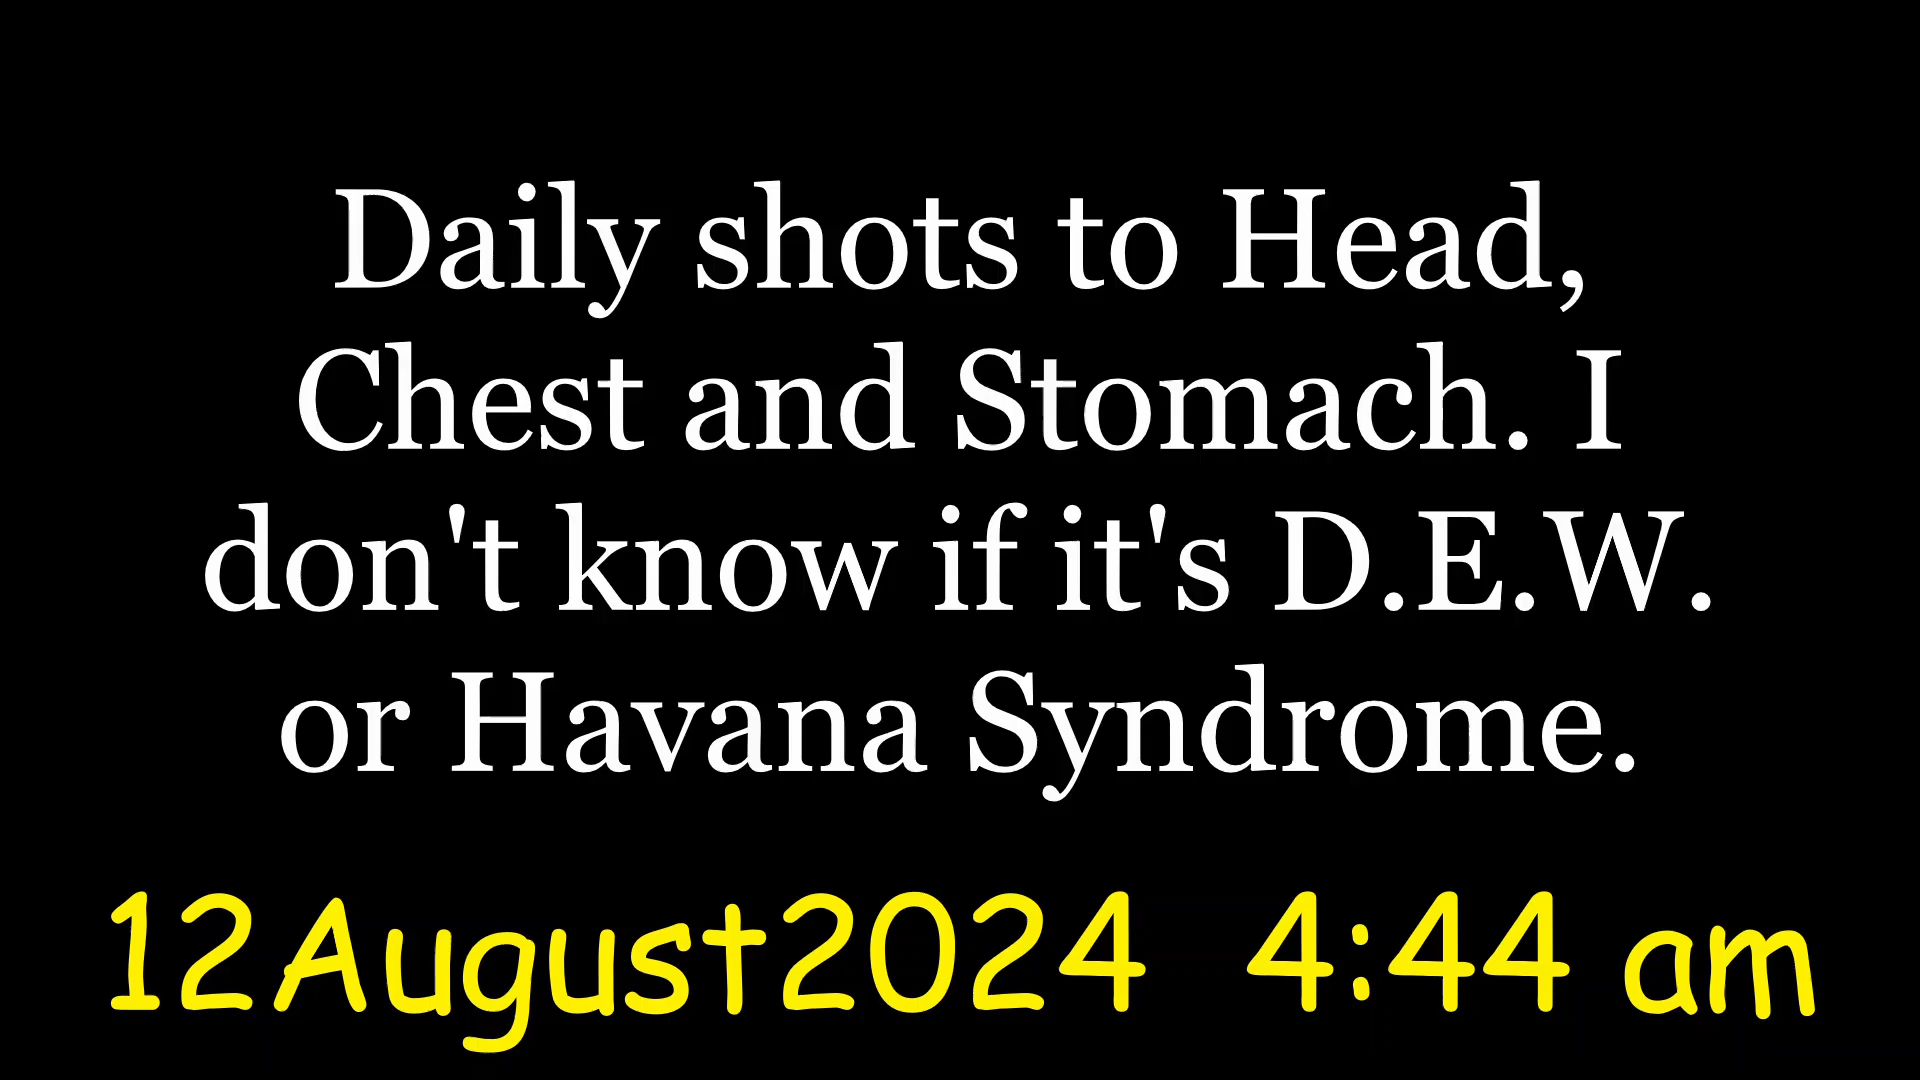 Daily shots to Head,
Chest and Stomach. I
don't know if it's D.E.W.
or Havana Syndrome.
12August2024 4:44 am